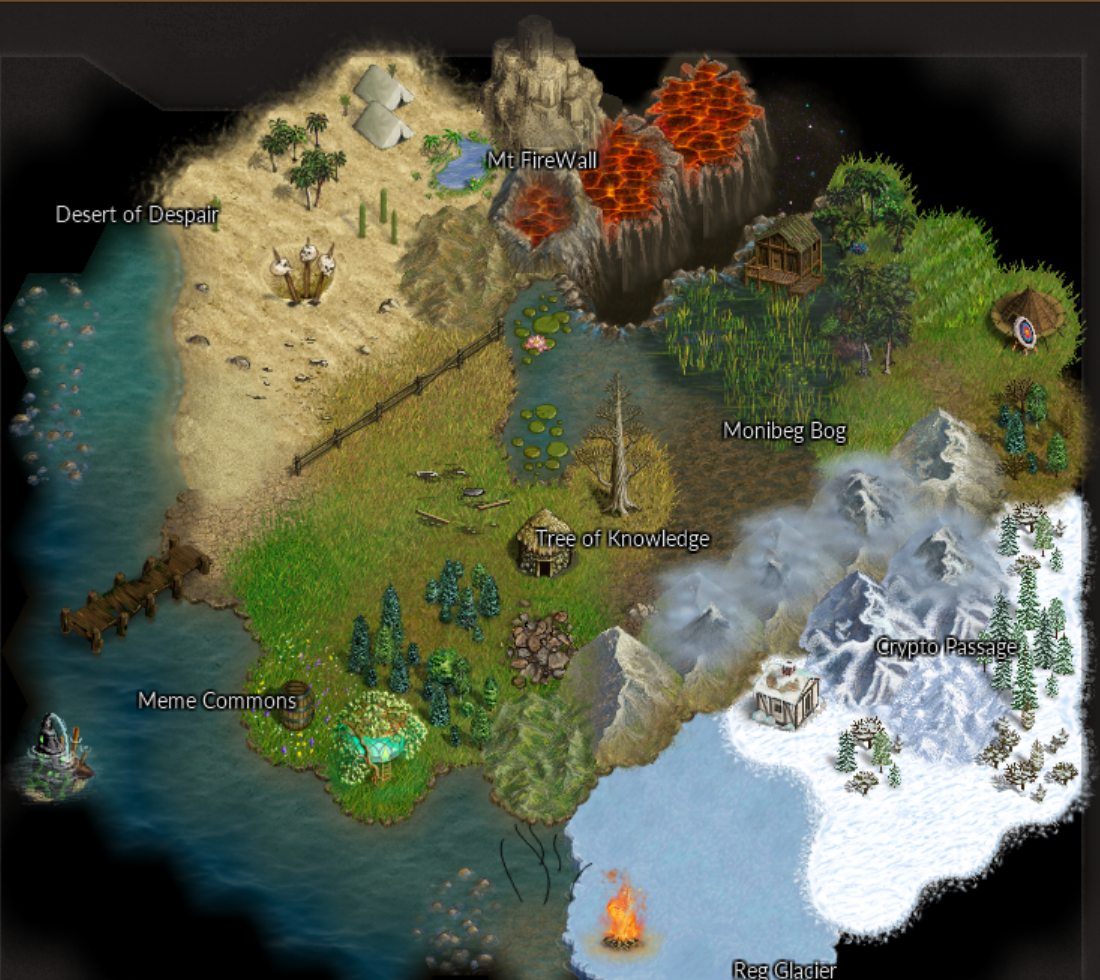 Mt FireWall
Desert of Despair
Monibeg Bog
Tree of Knowledge
Crypto Passage
Meme Commons
Reg Glacier